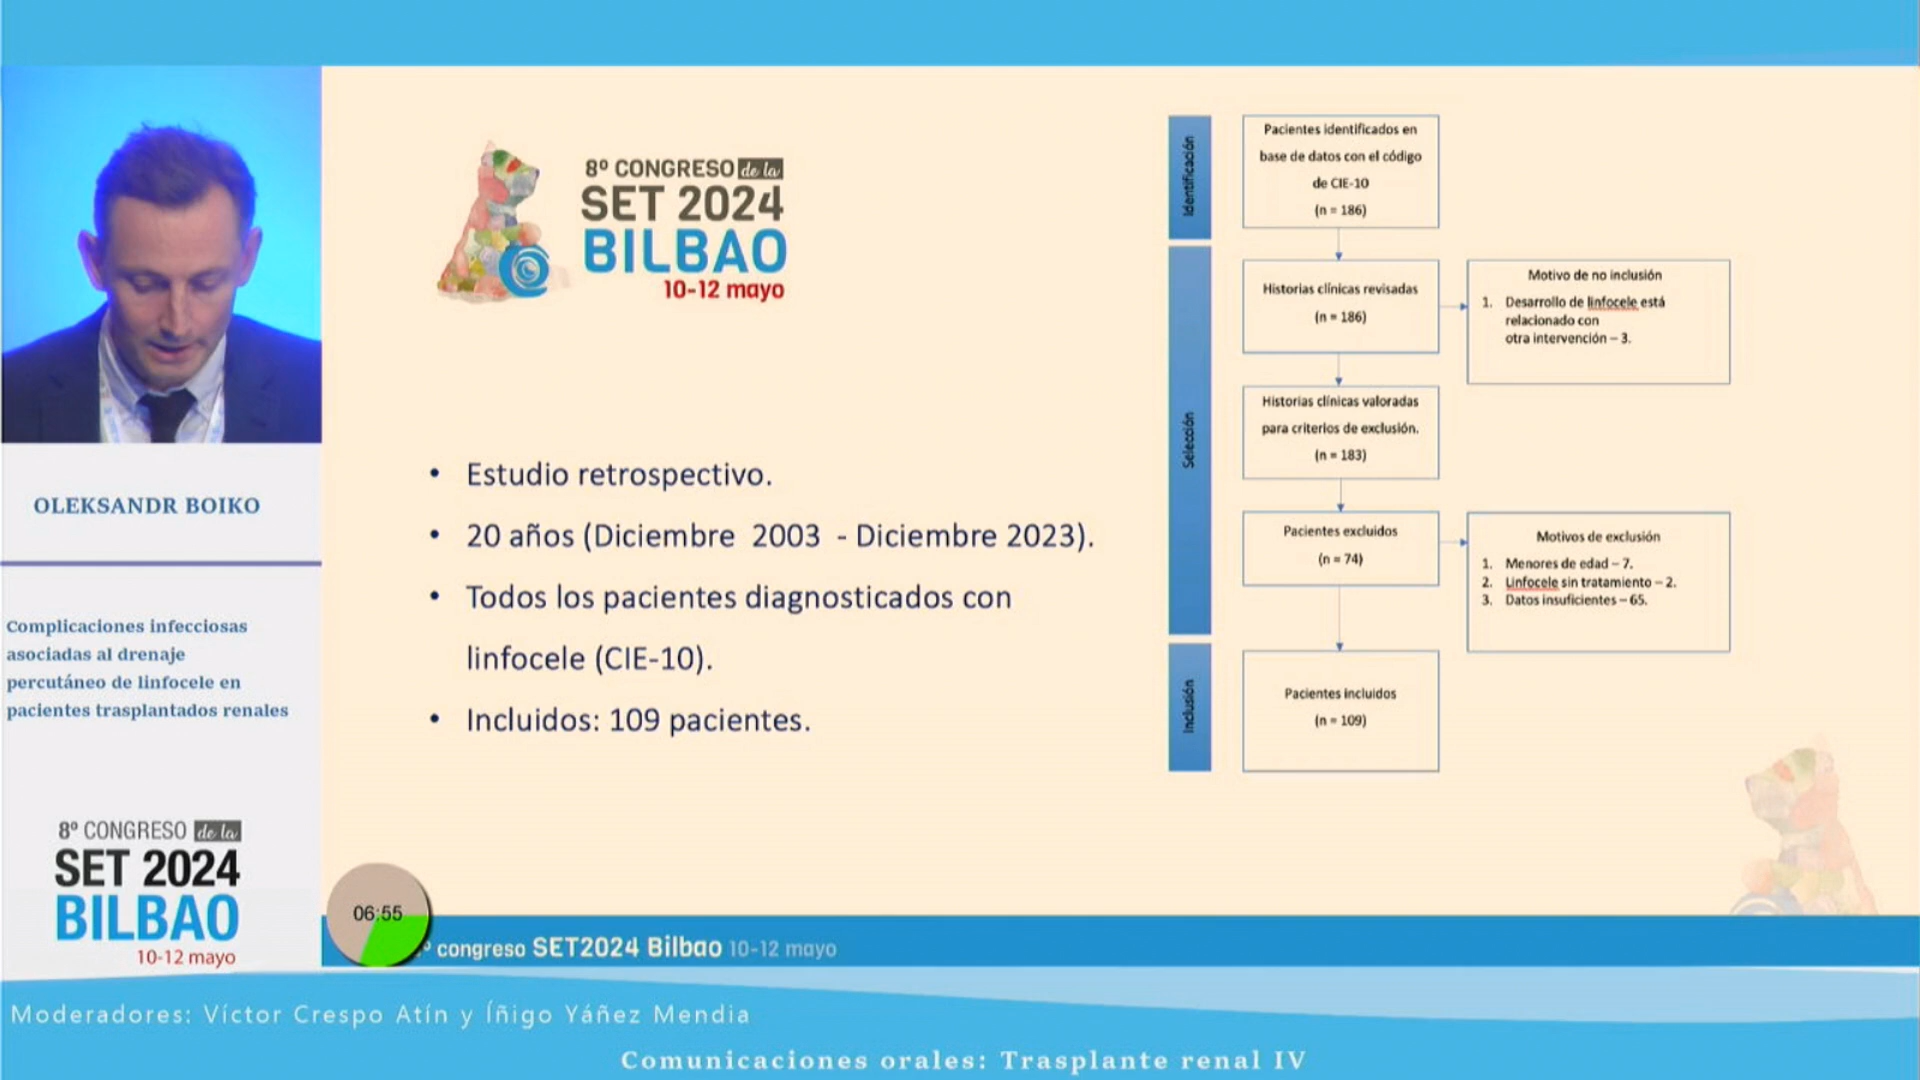 8º CONGRESO de la
SET 2024
BILBAO
10-12 mayo
• Estudio retrospectivo.
• 20 años (Diciembre 2003 - Diciembre 2023).
• Todos los pacientes diagnosticados con
linfocele (CIE-10).
• Incluidos: 109 pacientes.
Identificación
Pacientes identificados en
base de datos con el código
de CIE-10
(n = 186)
Selección
Historias clínicas revisadas
(n = 186)
Motivo de no inclusión
1. Desarrollo de linfocele está
relacionado con
otra intervención – 3.
Historias clínicas valoradas
para criterios de exclusión.
(n = 183)
Pacientes excluidos
(n = 74)
Motivos de exclusión
1. Menores de edad – 7.
2. Linfocele sin tratamiento – 2.
3. Datos insuficientes – 65.
Inclusión
Pacientes incluidos
(n = 109)
OLEKSANDR BOIKO
Complicaciones infecciosas
asociadas al drenaje
percutáneo de linfocele en
pacientes trasplantados renales
8º CONGRESO de la
SET 2024
BILBAO
10-12 mayo
06:55
º congreso SET2024 Bilbao 10-12 mayo
Moderadores: Víctor Crespo Atín y Íñigo Yáñez Mendia
Comunicaciones orales: Trasplante renal IV